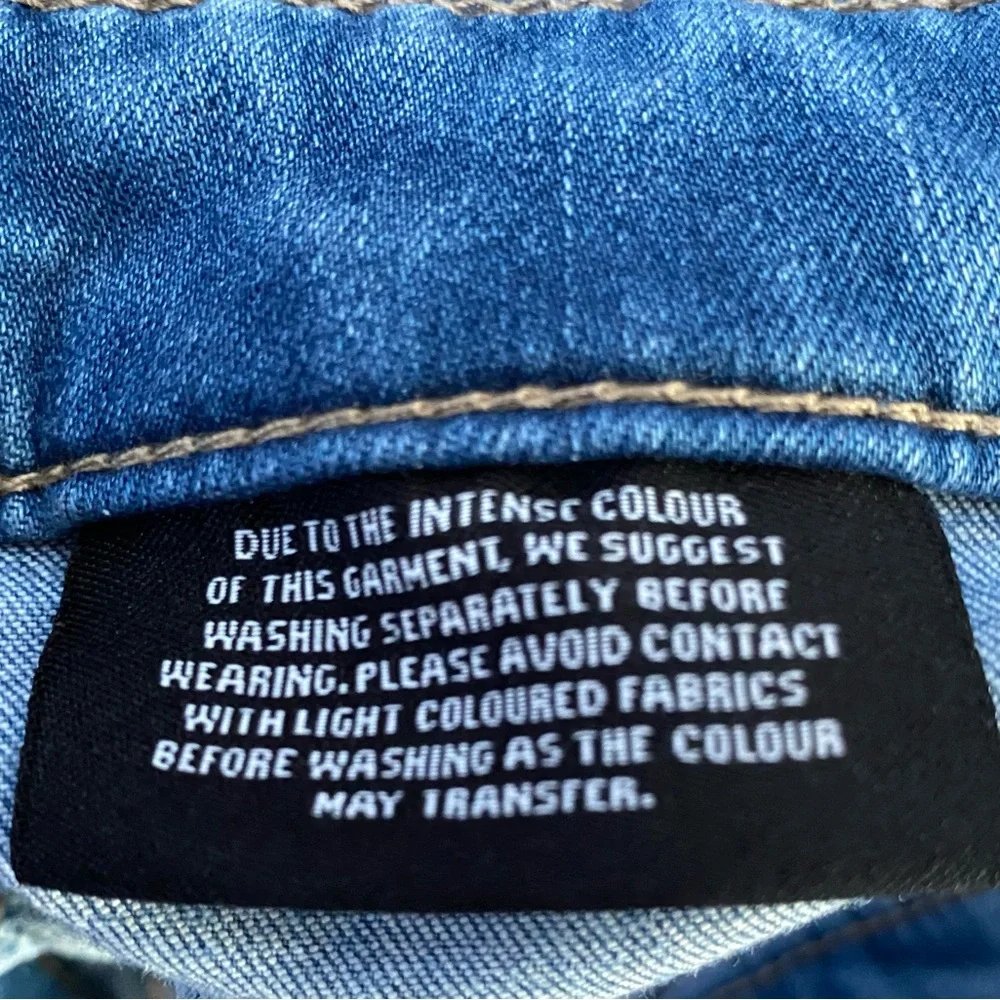 DUE TO THE INTENSE COLOUR
OF THIS GARMENT, WE SUGGEST
WASHING SEPARATELY BEFORE
WEARING. PLEASE AVOID CONTACT
WITH LIGHT COLOURED FABRICS
BEFORE WASHING AS THE COLOUR
MAY TRANSFER.